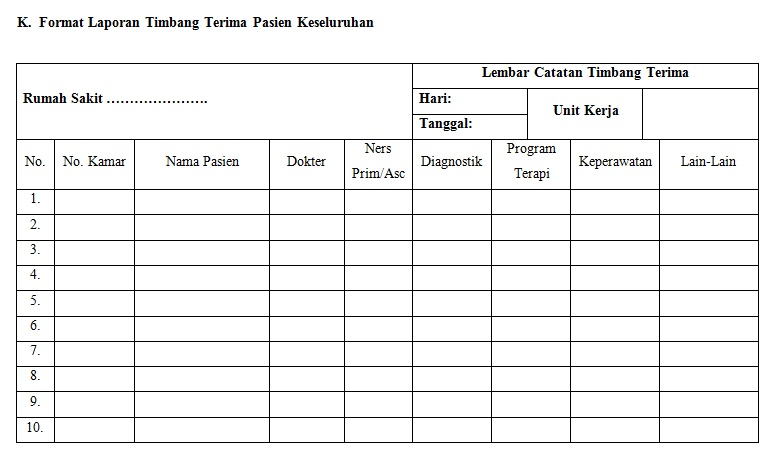 K. Format Laporan Timbang Terima Pasien Keseluruhan
Rumah Sakit ………………….
Lembar Catatan Timbang Terima
Hari:
Tanggal:
Unit Kerja
No. No. Kamar Nama Pasien Dokter Ners Prim/Asc Diagnostik Program Terapi Keperawatan Lain-Lain
1.
2.
3.
4.
5.
6.
7.
8.
9.
10.